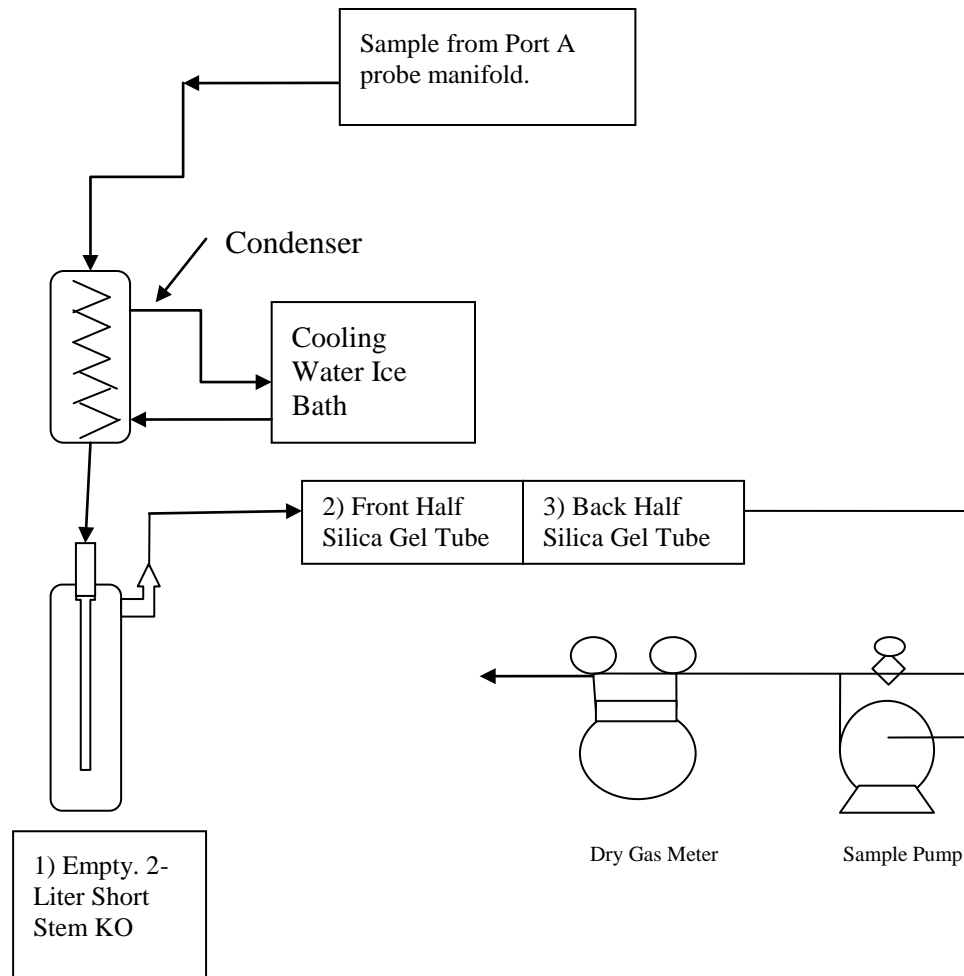 Sample from Port A
probe manifold.
Condenser
Cooling
Water Ice
Bath
2) Front Half
Silica Gel Tube
3) Back Half
Silica Gel Tube
Dry Gas Meter
Sample Pump
1) Empty. 2-
Liter Short
Stem KO